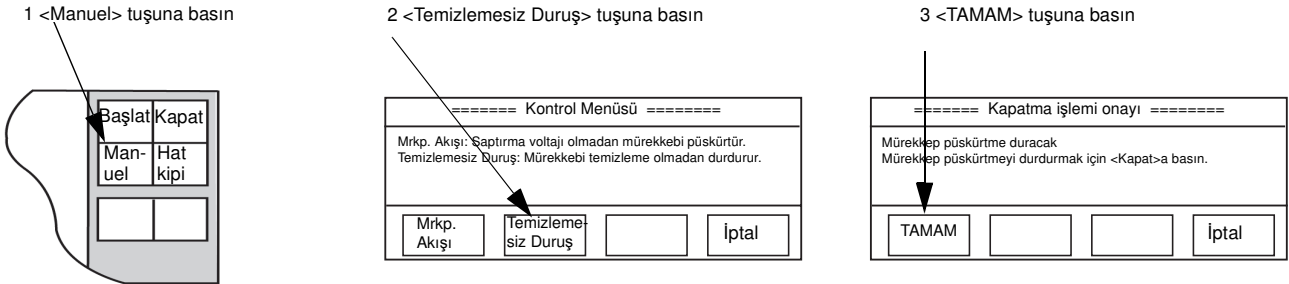 1 <Manuel> tuşuna basın
2 <Temizlemesiz Duruş> tuşuna basın
3 <TAMAM> tuşuna basın
Başlat Kapat
Man- Hat
uel kipi
======= Kontrol Menüsü ========
Mrkp. Akışı: Saptırma voltajı olmadan mürekkebi püskürtür.
Temizlemesiz Duruş: Mürekkebi temizleme olmadan durdurur.
Mrkp. Temizleme-
Akışı siz Duruş İptal
======= Kapatma işlemi onayı ========
Mürekkep püskürtme duracak
Mürekkep püskürtmeyi durdurmak için <Kapat>a basın.
TAMAM İptal